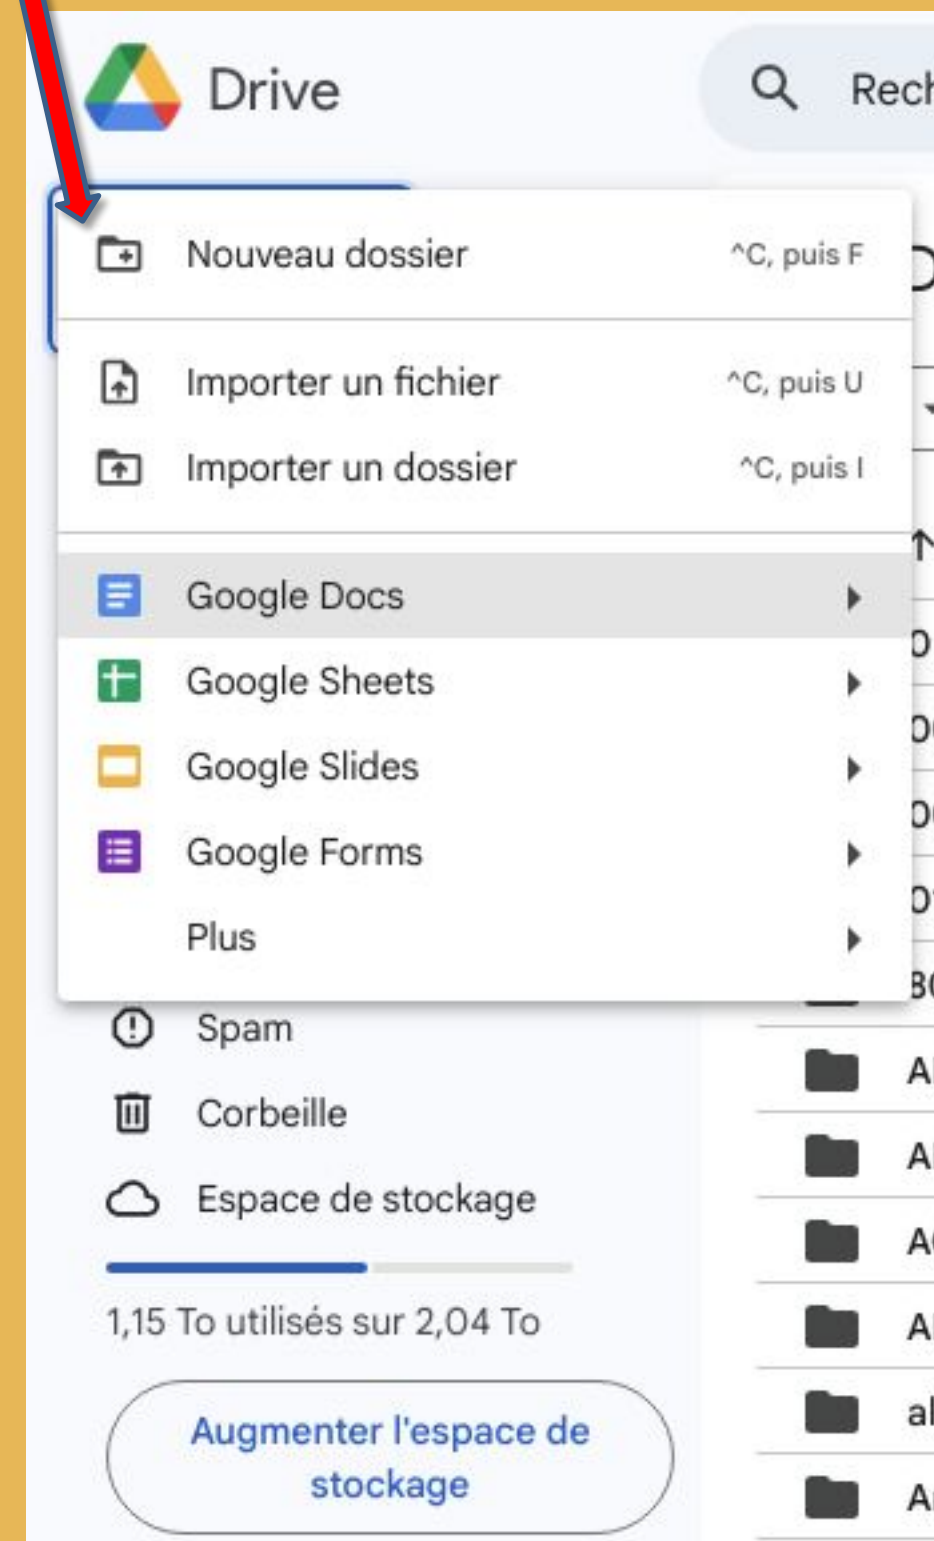 Drive
Nouveau dossier ^C, puis F
Importer un fichier ^C, puis U
Importer un dossier ^C, puis I
Google Docs
Google Sheets
Google Slides
Google Forms
Plus
Spam
Corbeille
Espace de stockage
1,15 To utilisés sur 2,04 To
Augmenter l'espace de
stockage